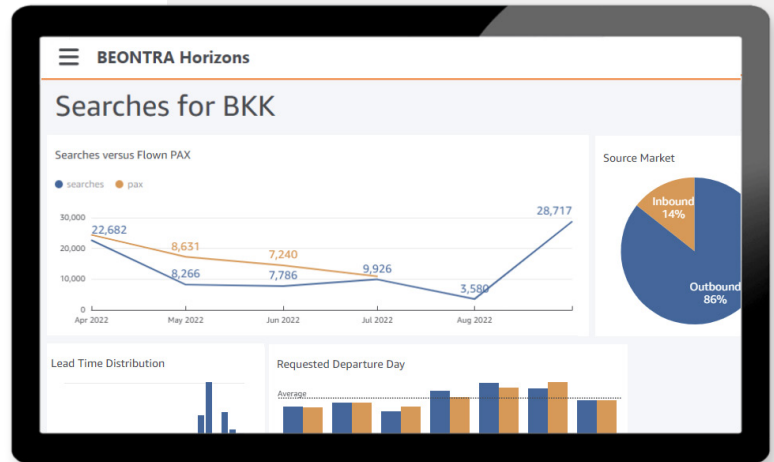 BEONTRA Horizons
Searches for BKK
Searches versus Flown PAX
searches pax
30,000
20,000
10,000
0
22,682
8,631
8,266
7,240
7,786
9,926
3,580
28,717
Apr 2022 May 2022 Jun 2022 Jul 2022 Aug 2022
Source Market
Inbound
14%
Outbound
86%
Lead Time Distribution
Requested Departure Day
Average